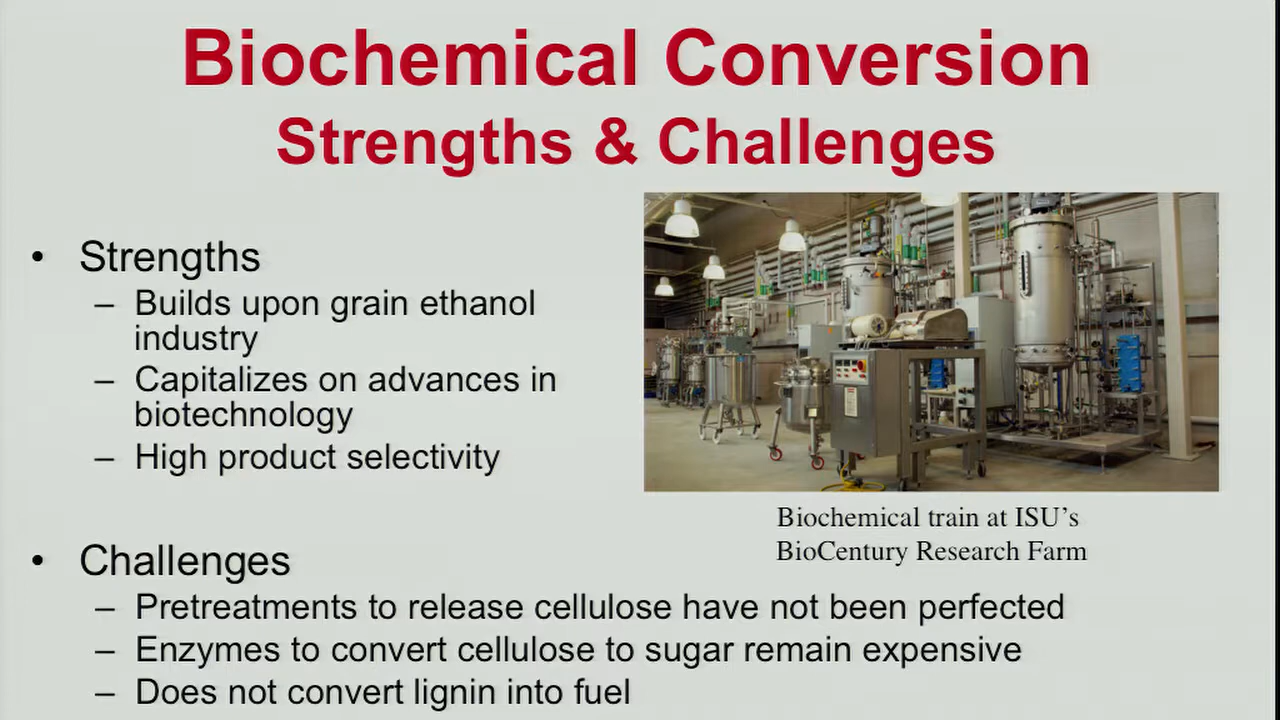 Biochemical Conversion
Strengths & Challenges
• Strengths
– Builds upon grain ethanol
industry
– Capitalizes on advances in
biotechnology
– High product selectivity
Biochemical train at ISU’s
BioCentury Research Farm
• Challenges
– Pretreatments to release cellulose have not been perfected
– Enzymes to convert cellulose to sugar remain expensive
– Does not convert lignin into fuel